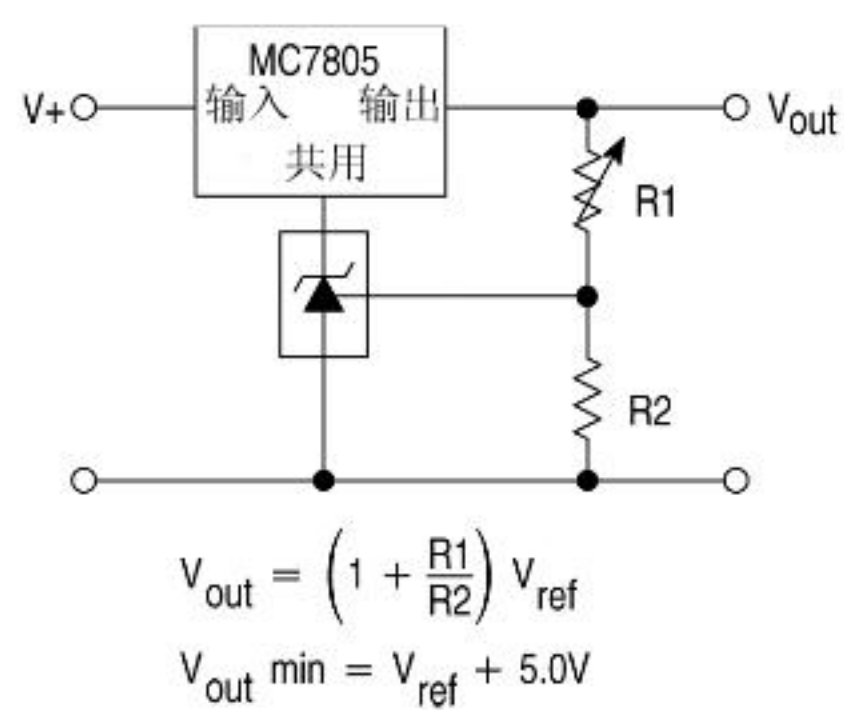 MC7805
V+ 输入 输出 Vout
共用
R1
R2
Vout = (1 + R1/R2) Vref
Vout min = Vref + 5.0V